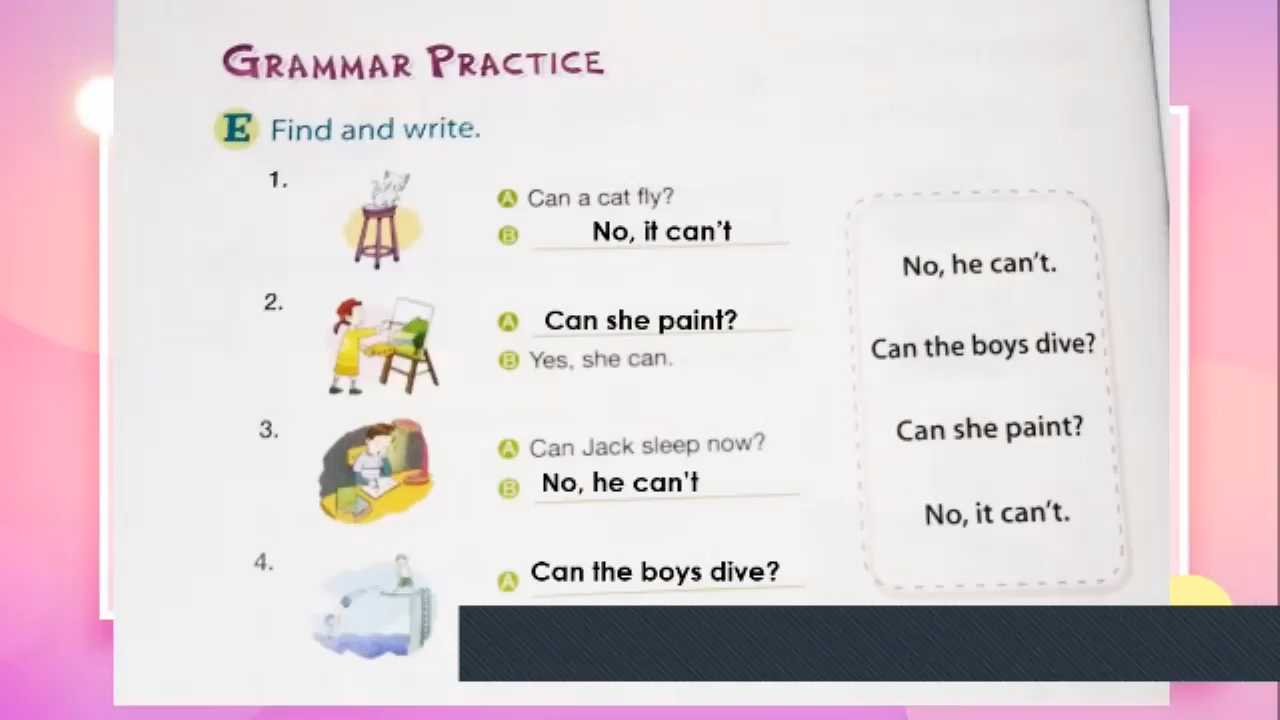 GRAMMAR PRACTICE
E Find and write.
1.
A Can a cat fly?
B No, it can't
2.
A Can she paint?
B Yes, she can.
3.
A Can Jack sleep now?
B No, he can't
4.
A Can the boys dive?
No, he can't.
Can the boys dive?
Can she paint?
No, it can't.